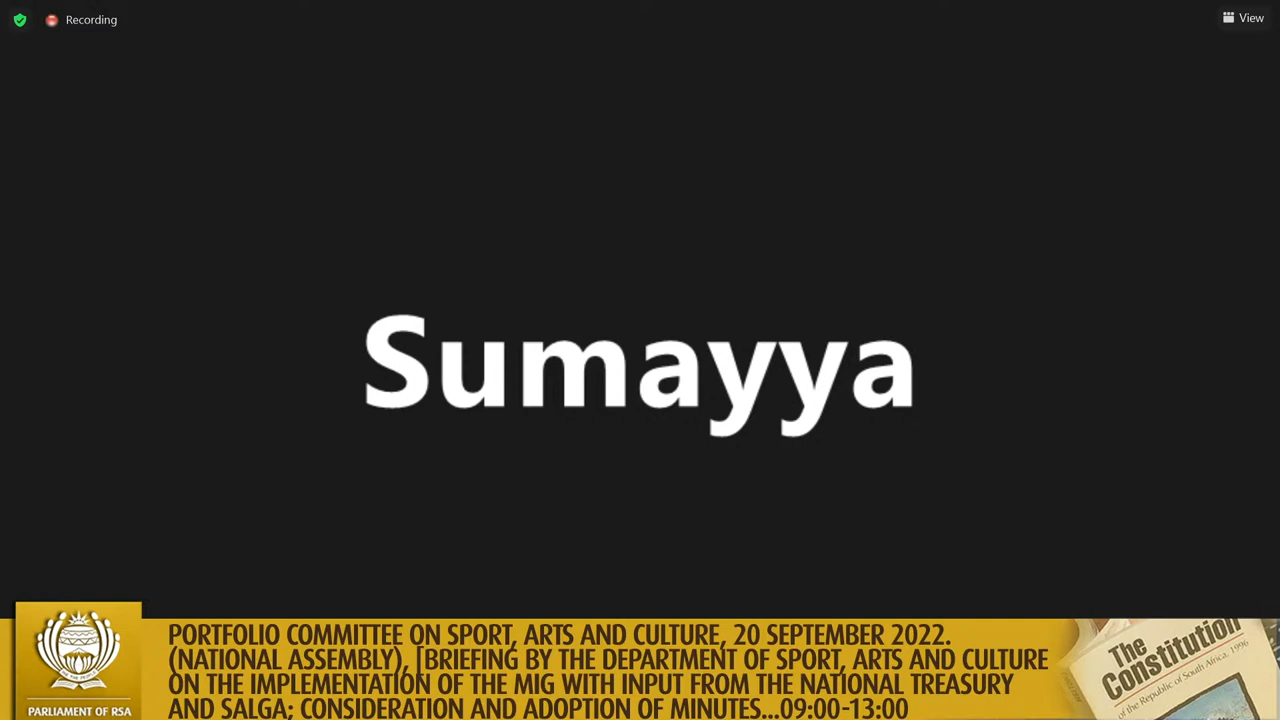 Recording
View
Sumayya
PORTFOLIO COMMITTEE ON SPORT, ARTS AND CULTURE, 20 SEPTEMBER 2022.
(NATIONAL ASSEMBLY), [BRIEFING BY THE DEPARTMENT OF SPORT, ARTS AND CULTURE
ON THE IMPLEMENTATION OF THE MIG WITH INPUT FROM THE NATIONAL TREASURY
AND SALGA; CONSIDERATION AND ADOPTION OF MINUTES...09:00-13:00
PARLIAMENT OF RSA
The
Constitution
of the Republic of South Africa, 1996